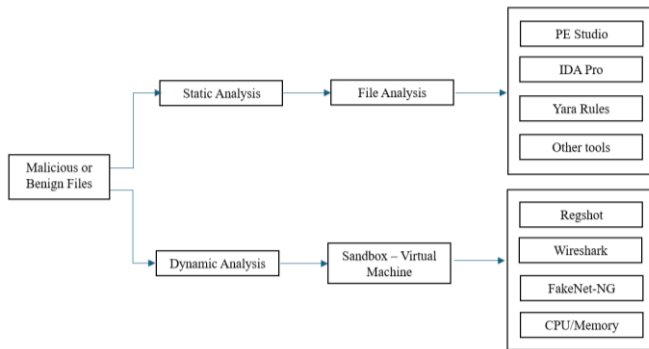 PE Studio
Static Analysis
File Analysis
IDA Pro
Yara Rules
Other tools
Malicious or
Benign Files
Regshot
Dynamic Analysis
Sandbox – Virtual
Machine
Wireshark
FakeNet-NG
CPU/Memory